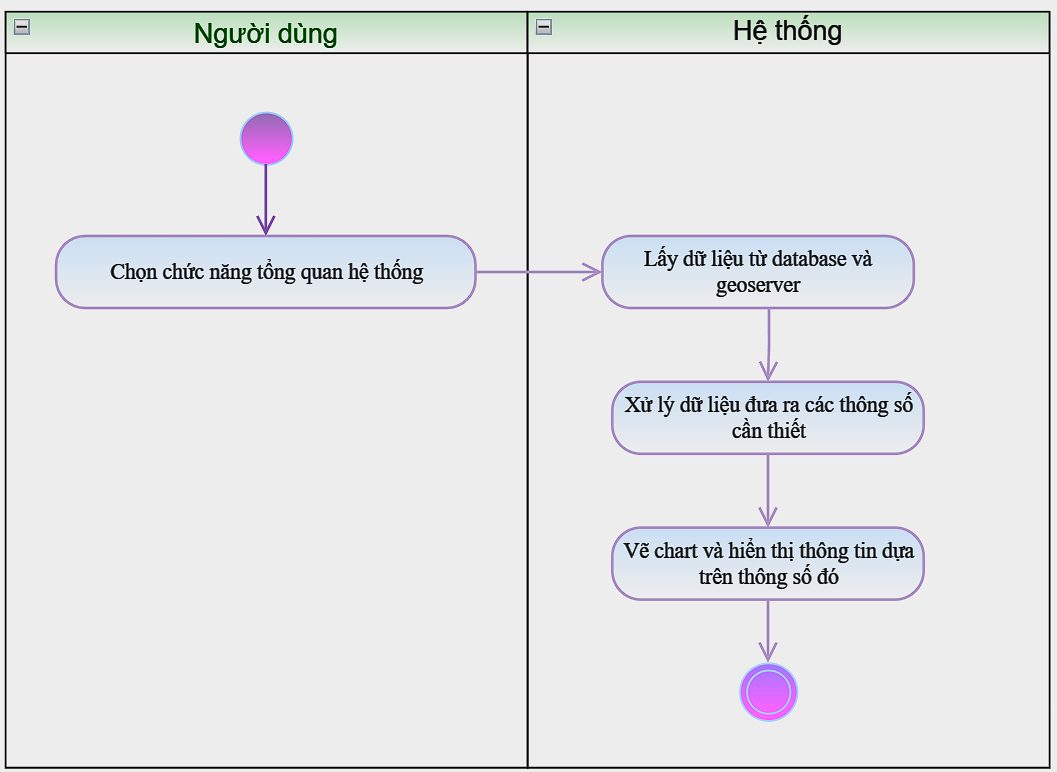 Người dùng
Hệ thống
Chọn chức năng tổng quan hệ thống
Lấy dữ liệu từ database và
geoserver
Xử lý dữ liệu đưa ra các thông số
cần thiết
Vẽ chart và hiển thị thông tin dựa
trên thông số đó